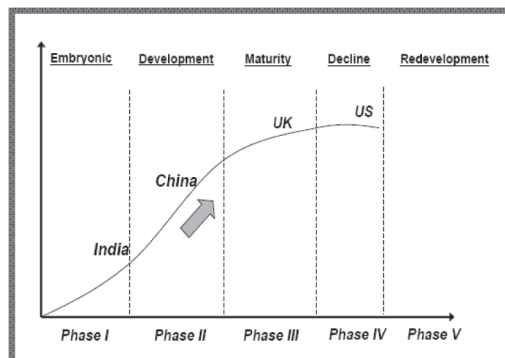 Embryonic Development Maturity Decline Redevelopment
US
UK
China
India
Phase I Phase II Phase III Phase IV Phase V